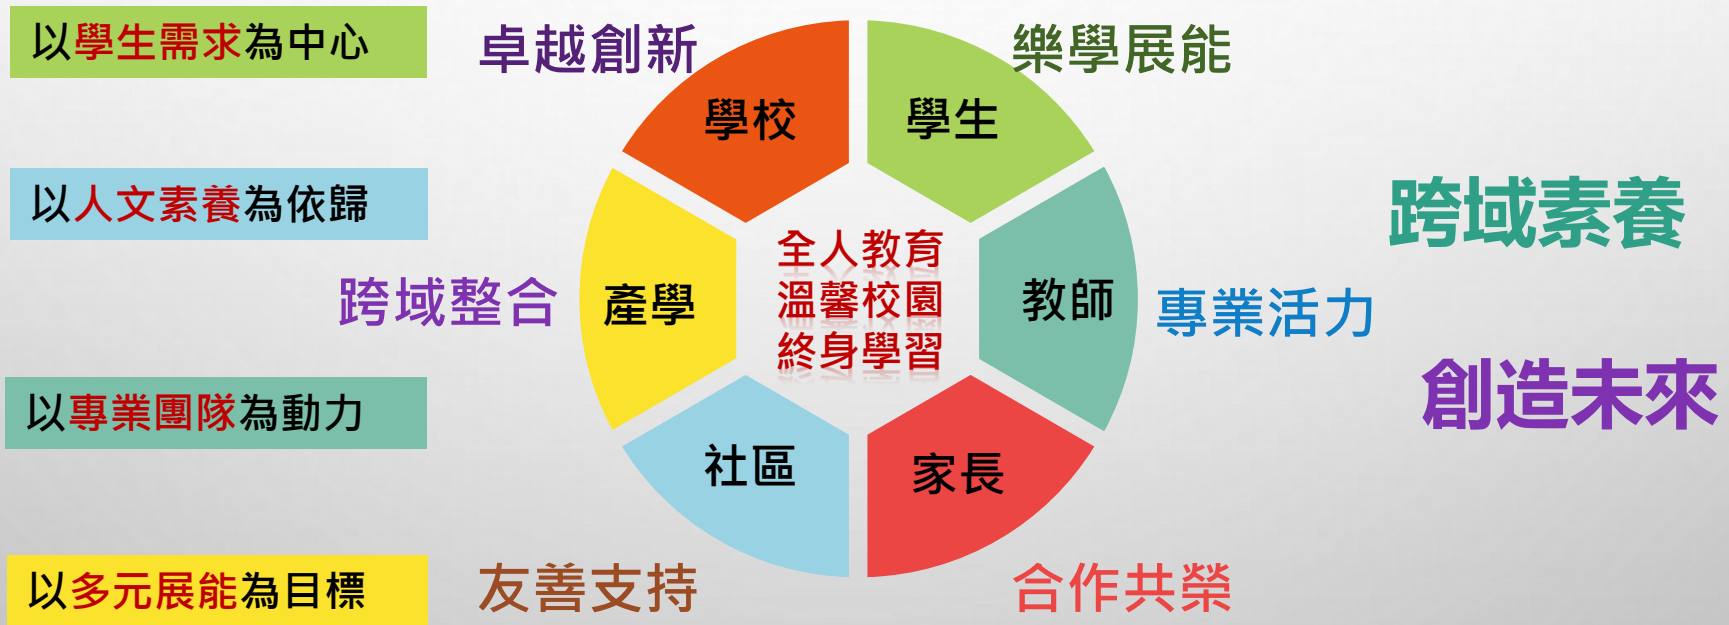 以學生需求為中心
以人文素養為依歸
以專業團隊為動力
以多元展能為目標
卓越創新
樂學展能
學校
學生
跨域整合
產學
全人教育
溫馨校園
終身學習
教師
專業活力
社區
家長
友善支持
合作共榮
跨域素養
創造未來